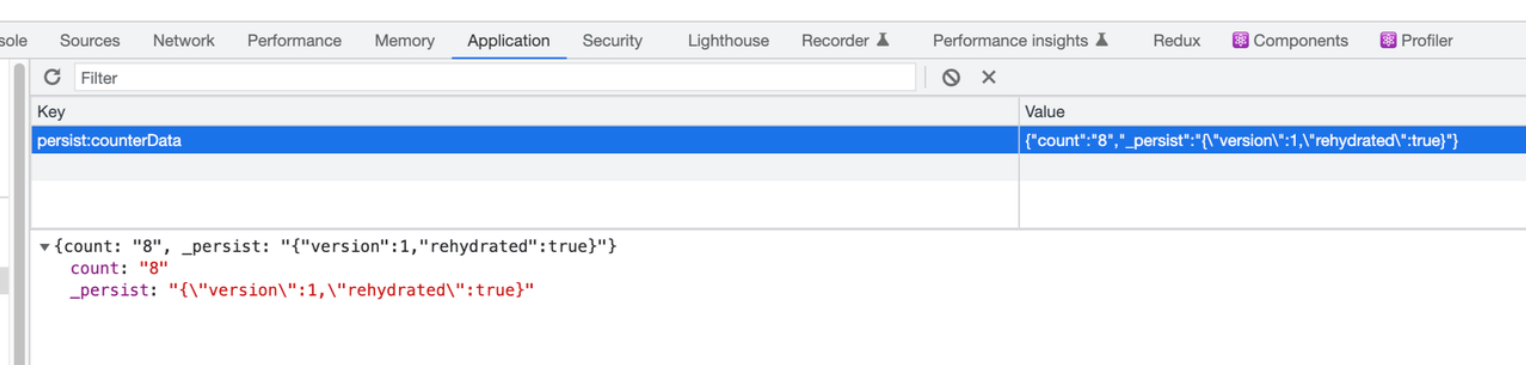 sole Sources Network Performance Memory Application Security Lighthouse Recorder Performance insights Redux Components Profiler
Filter
Key Value
persist:counterData {"count":"8","_persist":"{\"version\":1,\"rehydrated\":true}"}
{count: "8", _persist: "{"version":1,"rehydrated":true}"}
count: "8"
_persist: "{\"version\":1,\"rehydrated\":true}"